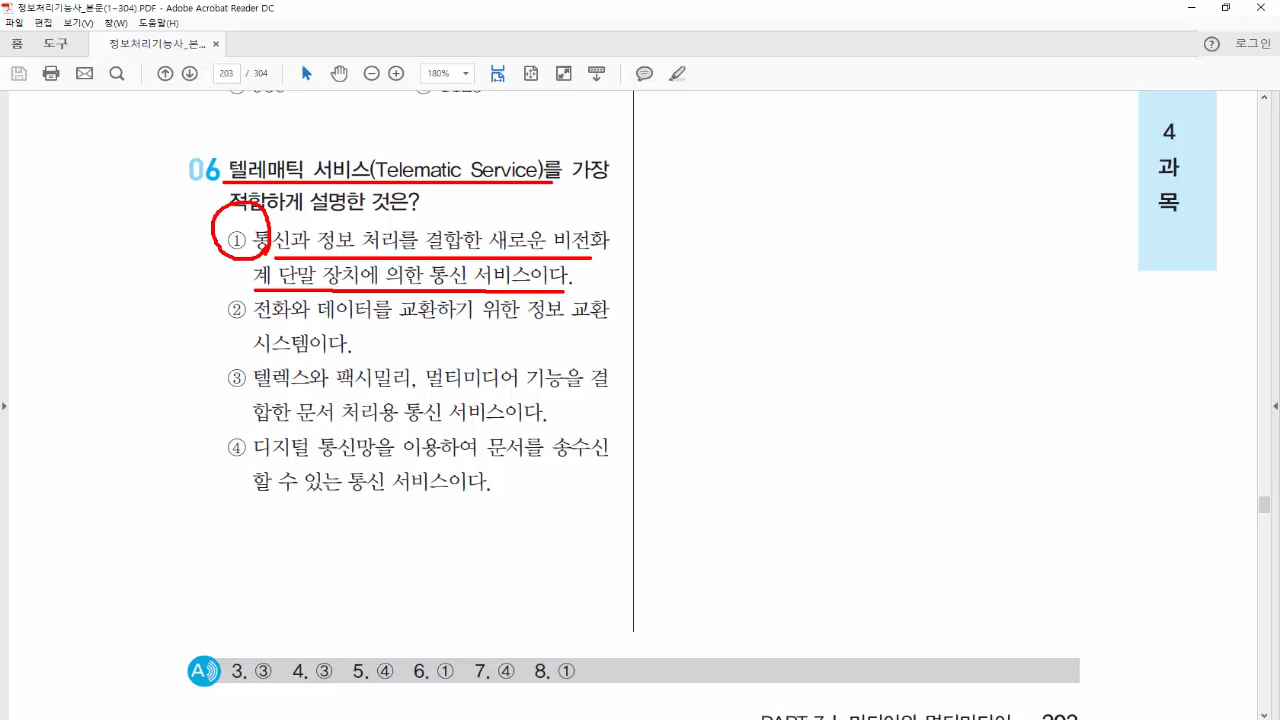 정보처리기능사_본문(1~304).PDF - Adobe Acrobat Reader DC
파일 편집 보기(V) 창(W) 도움말(H)
홈 도구 정보처리기능사_본... × 로그인
203 / 304 180%
06 텔레매틱 서비스(Telematic Service)를 가장
적합하게 설명한 것은?
① 통신과 정보 처리를 결합한 새로운 비전화
계 단말 장치에 의한 통신 서비스이다.
② 전화와 데이터를 교환하기 위한 정보 교환
시스템이다.
③ 텔렉스와 팩시밀리, 멀티미디어 기능을 결
합한 문서 처리용 통신 서비스이다.
④ 디지털 통신망을 이용하여 문서를 송수신
할 수 있는 통신 서비스이다.
4
과
목
A 3. ③ 4. ③ 5. ④ 6. ① 7. ④ 8. ①